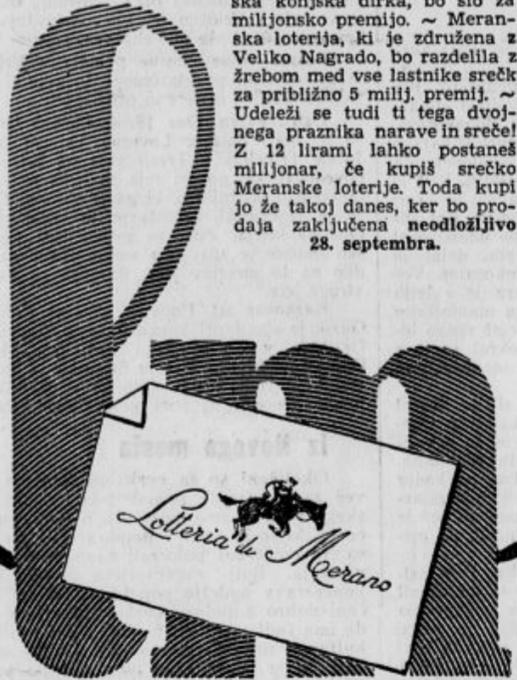 ska konjska dirka, bo šlo za
milijonsko premijo. ~ Meran-
ska loterija, ki je združena z
Veliko Nagrado, bo razdelila z
žrebom med vse lastnike srečk
za približno 5 milij. premij. ~
Udeleži se tudi ti tega dvoj-
nega praznika narave in sreče!
Z 12 lirami lahko postaneš
milijonar, če kupiš srečko
Meranske loterije. Toda kupi
jo že takoj danes, ker bo pro-
daja zaključena neodložljivo
28. septembra.
lm
Lotteria di Merano